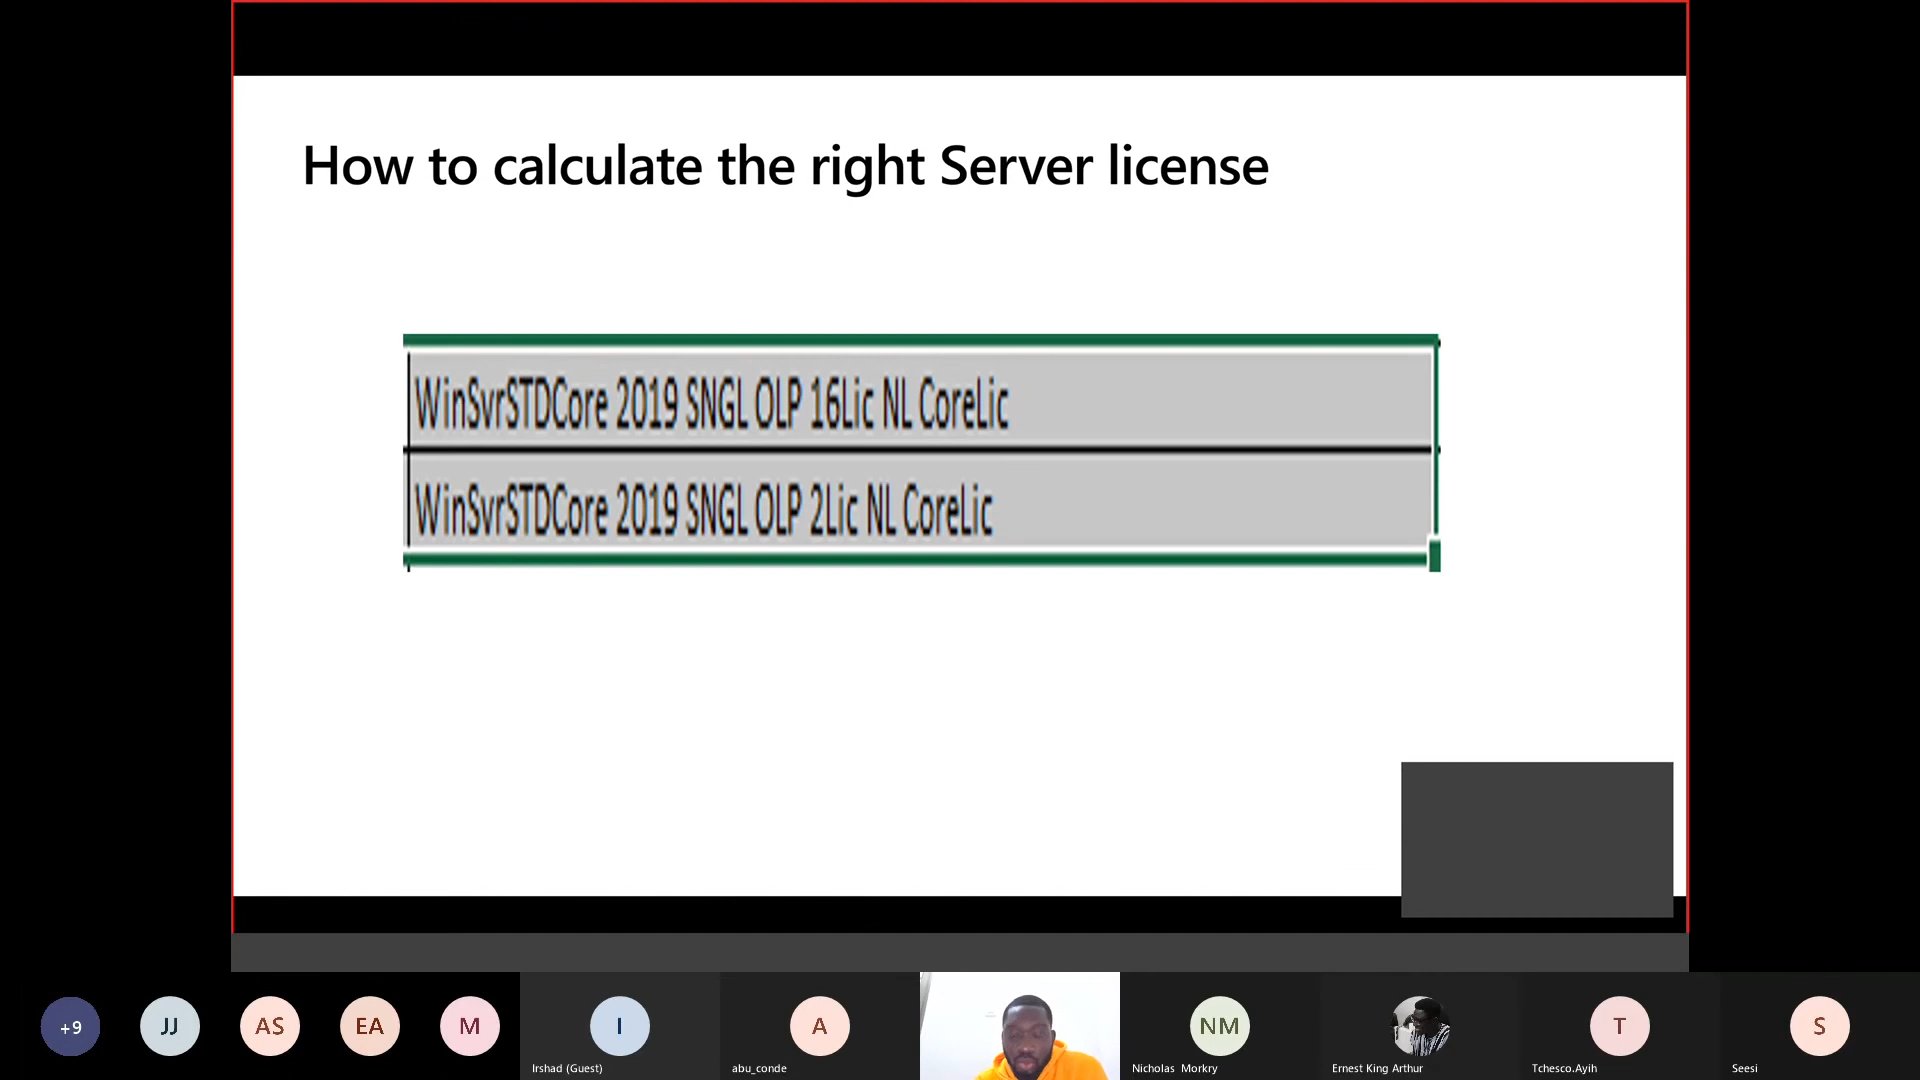 How to calculate the right Server license
WinSvrSTDCore 2019 SNGL OLP 16Lic NL CoreLic
WinSvrSTDCore 2019 SNGL OLP 2Lic NL CoreLic
+9
JJ
AS
EA
M
I
A
NM
T
S
Irshad (Guest)
abu_conde
Nicholas Morkry
Ernest King Arthur
Tchesco.Ayih
Seesi